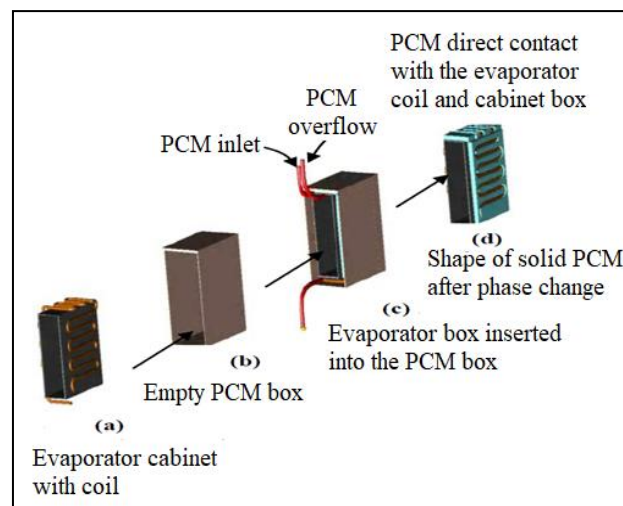 PCM direct contact
with the evaporator
coil and cabinet box
PCM
overflow
PCM inlet
(d)
Shape of solid PCM
after phase change
(c)
Evaporator box inserted
into the PCM box
(b)
Empty PCM box
(a)
Evaporator cabinet
with coil